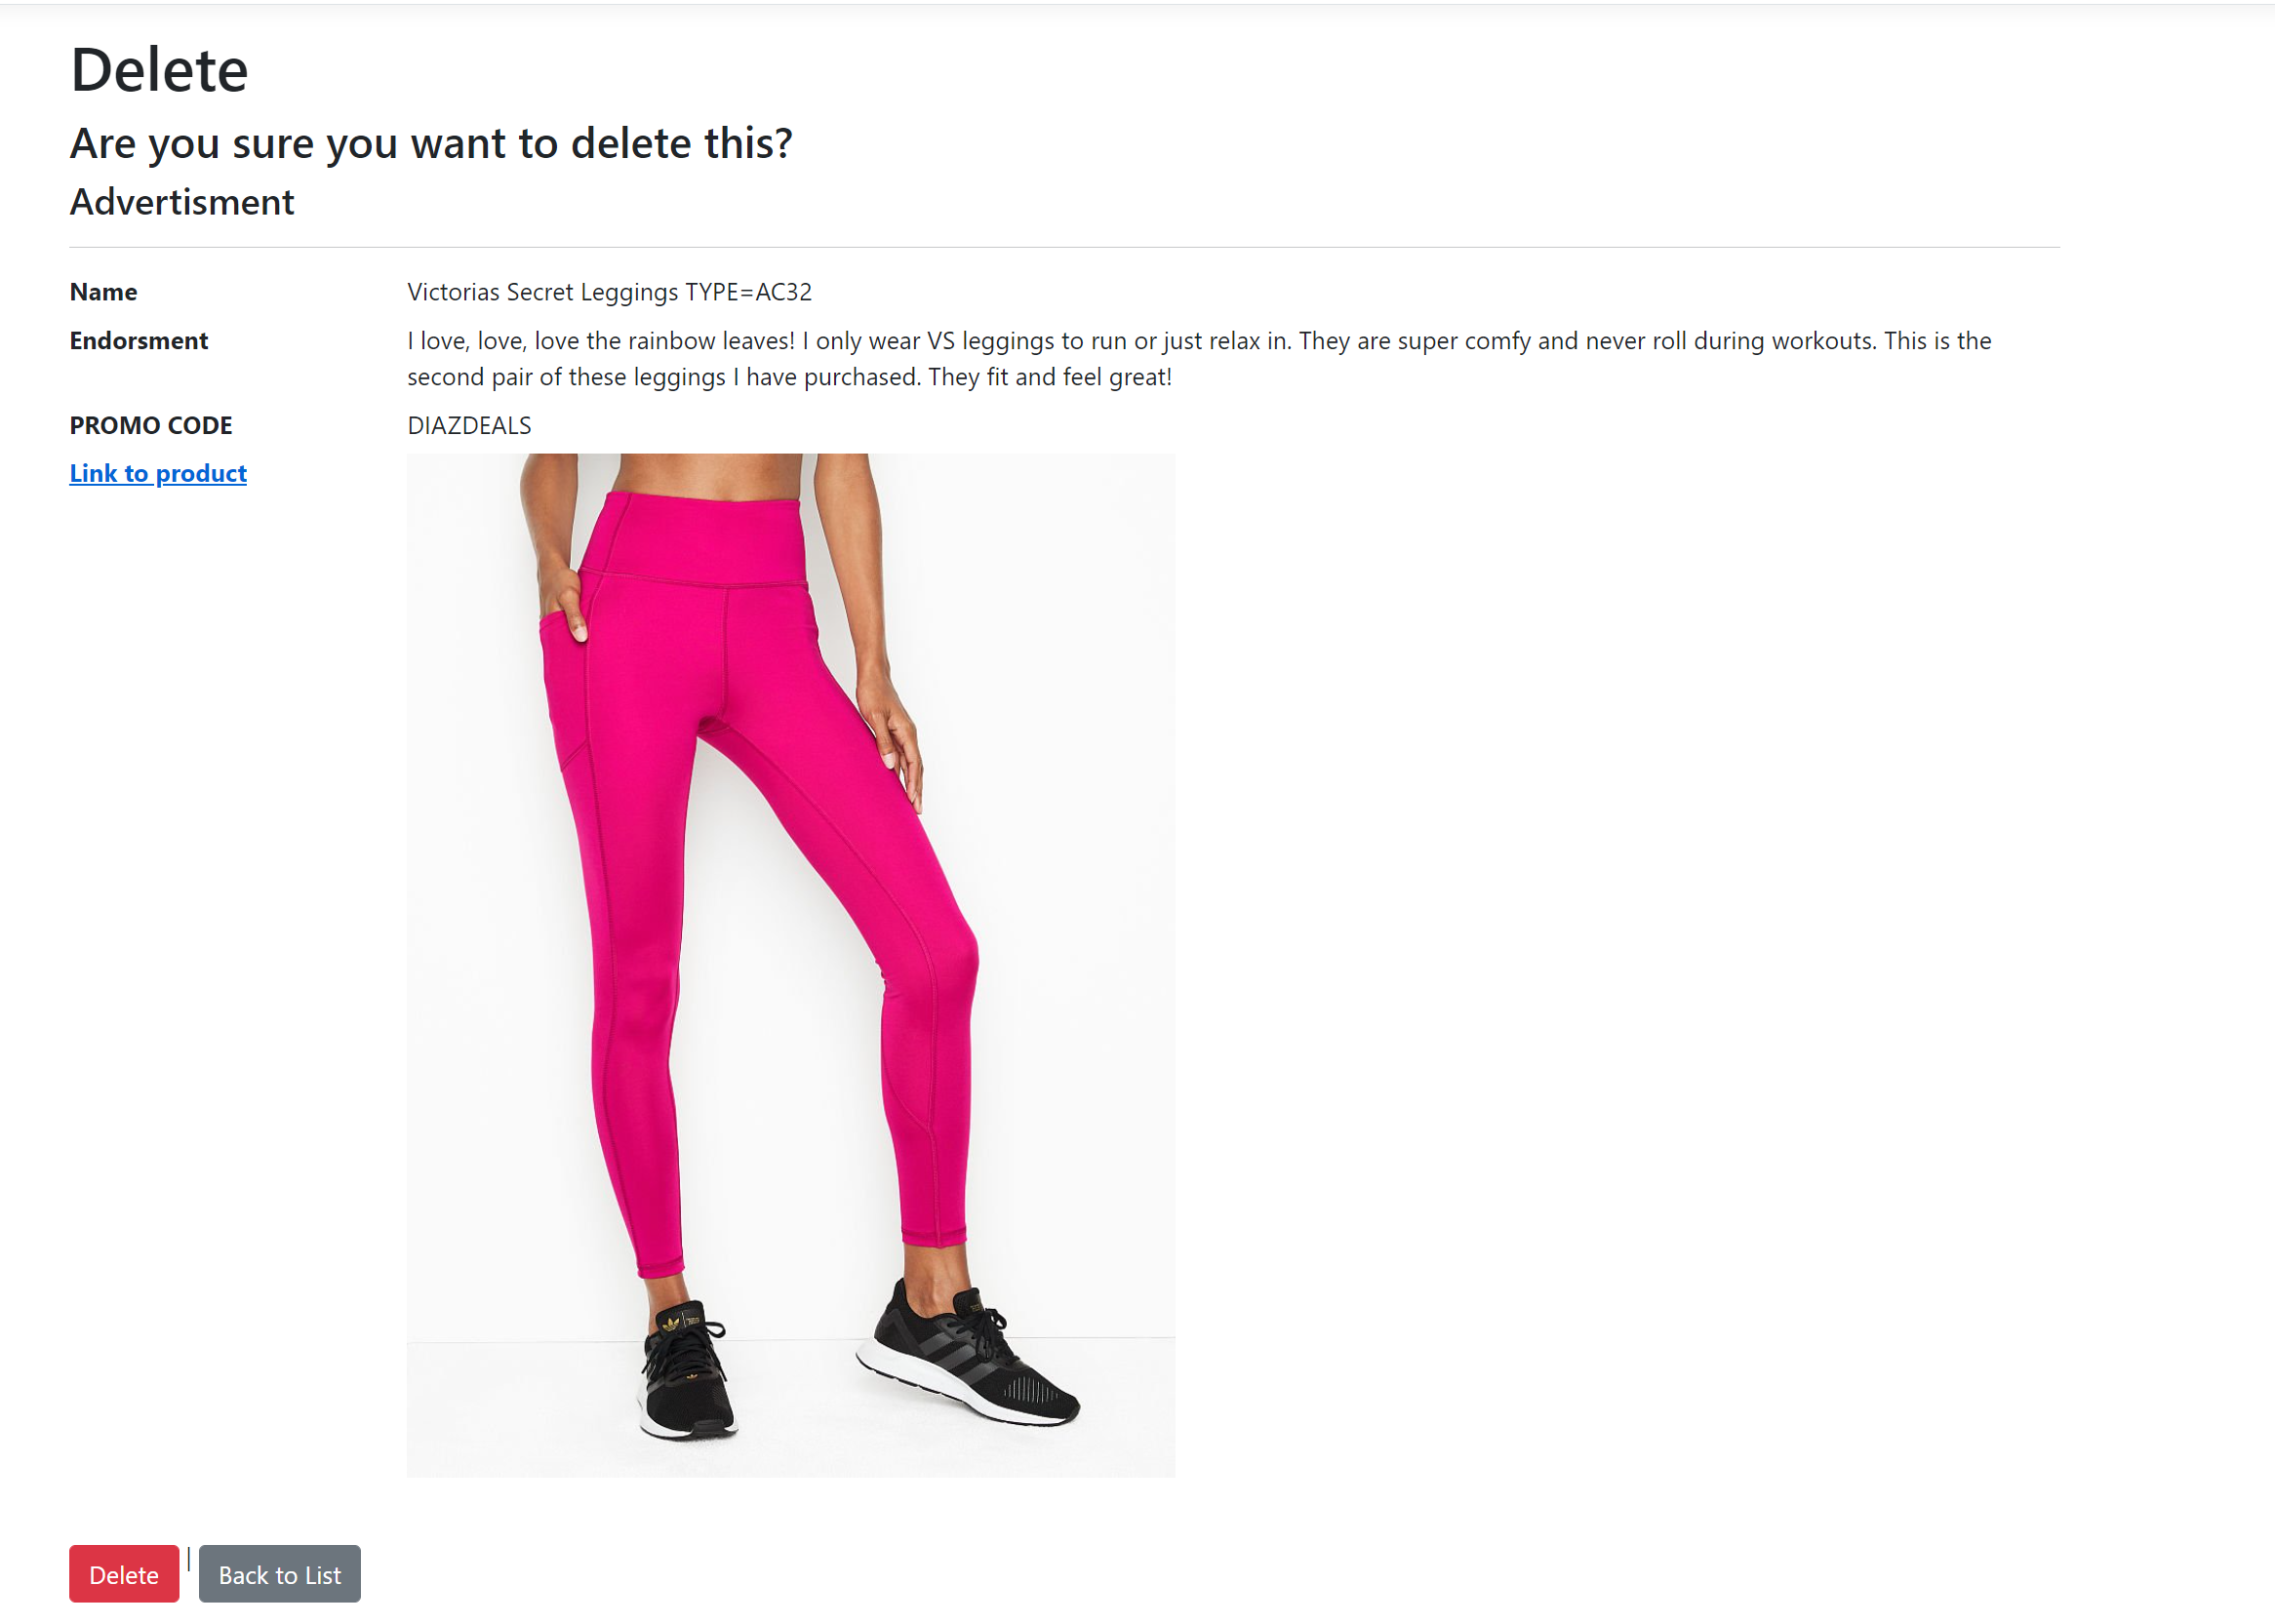 Delete
Are you sure you want to delete this?
Advertisment
Name Victorias Secret Leggings TYPE=AC32
Endorsment I love, love, love the rainbow leaves! I only wear VS leggings to run or just relax in. They are super comfy and never roll during workouts. This is the
second pair of these leggings I have purchased. They fit and feel great!
PROMO CODE DIAZDEALS
Link to product
Delete | Back to List